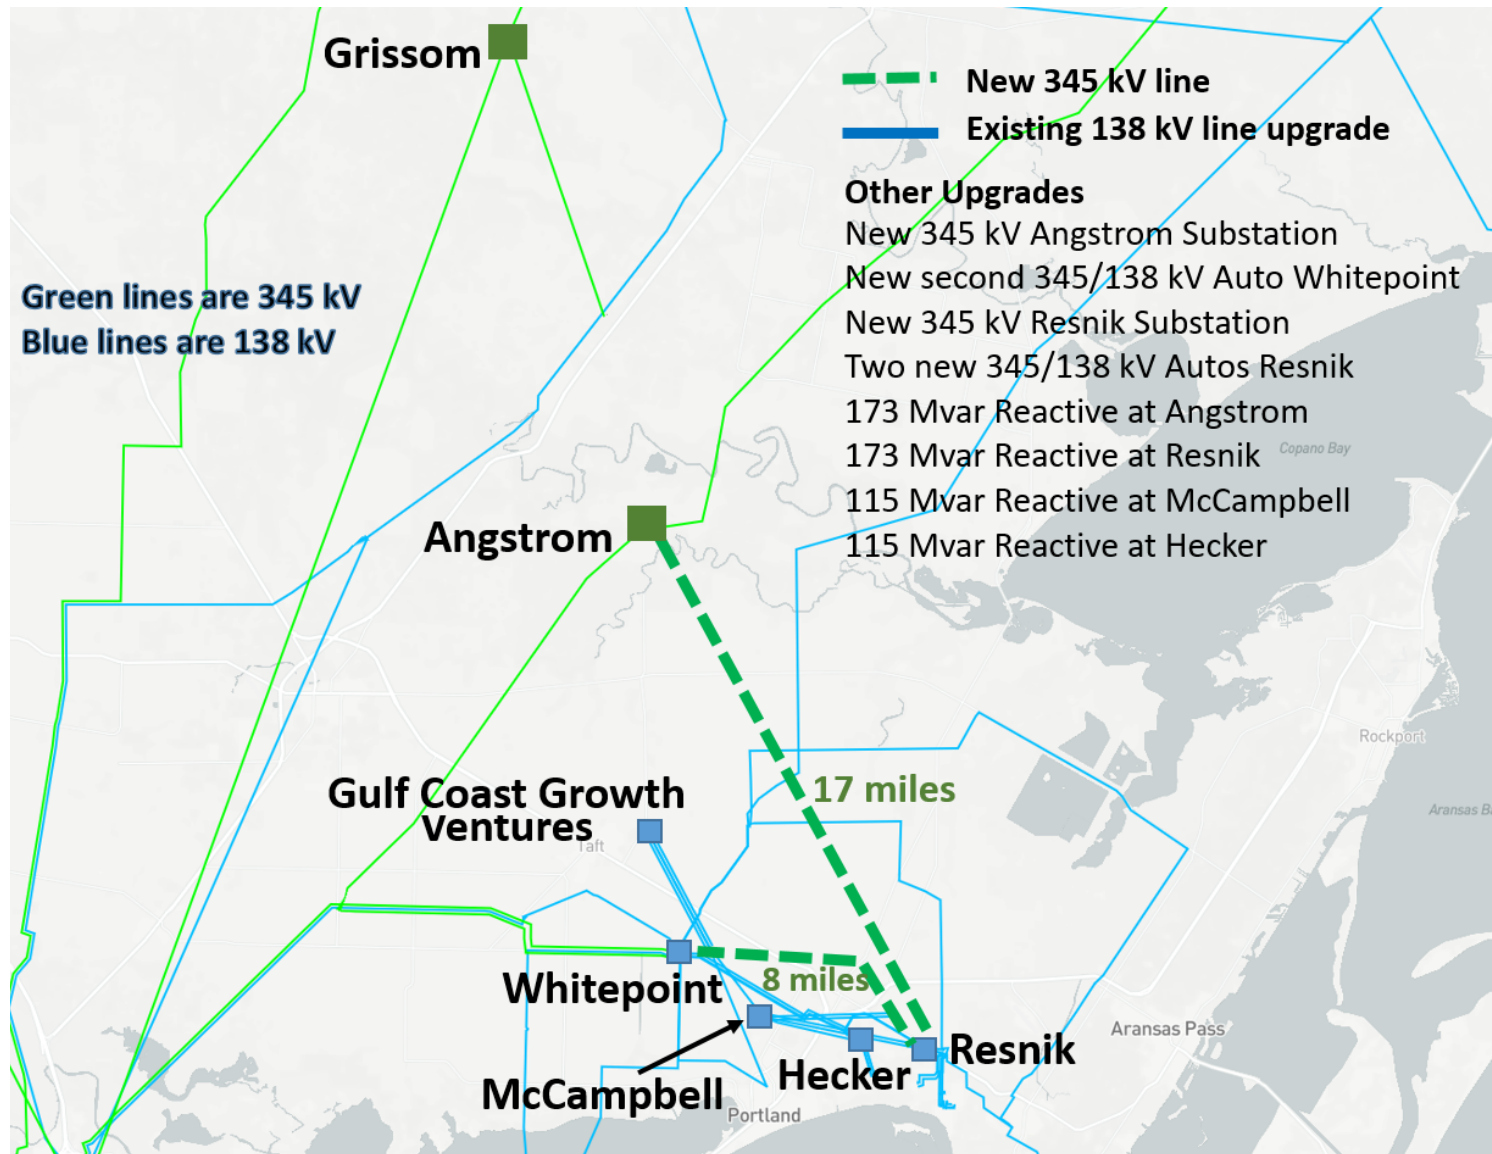 Grissom
New 345 kV line
Existing 138 kV line upgrade
Other Upgrades
New 345 kV Angstrom Substation
New second 345/138 kV Auto Whitepoint
New 345 kV Resnik Substation
Two new 345/138 kV Autos Resnik
173 Mvar Reactive at Angstrom
173 Mvar Reactive at Resnik
115 Mvar Reactive at McCampbell
115 Mvar Reactive at Hecker
Green lines are 345 kV
Blue lines are 138 kV
Copano Bay
Angstrom
Rockport
17 miles
Aransas
Gulf Coast Growth
Ventures
Taft
Whitepoint
8 miles
Aransas Pass
Resnik
Hecker
McCampbell
Portland